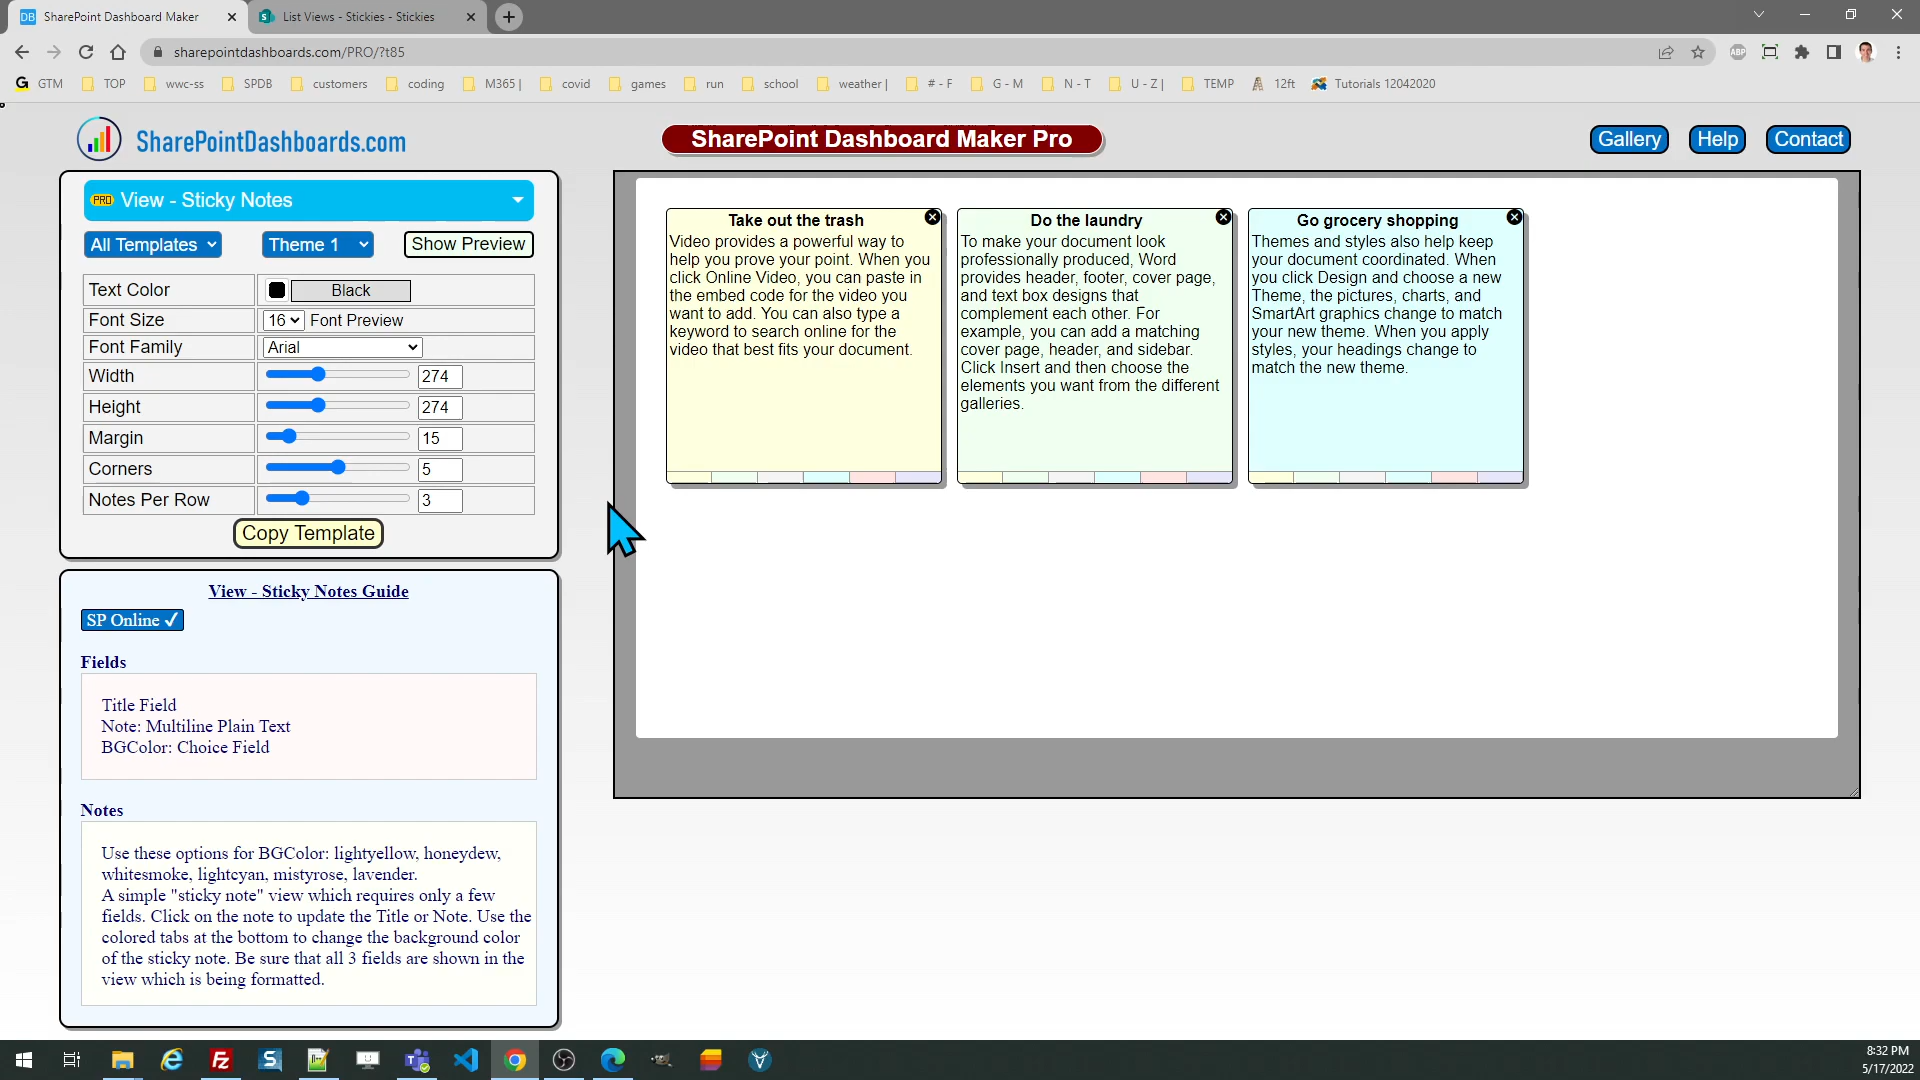 DB SharePoint Dashboard Maker
S List Views - Stickies - Stickies
sharepointdashboards.com/PRO/?t85
ABP
G GTM
TOP
wwc-ss
SPDB
customers
coding
M365 |
covid
games
run
school
weather |
# - F
G - M
N - T
U - Z |
TEMP
12ft
Tutorials 12042020
SharePointDashboards.com
SharePoint Dashboard Maker Pro
Gallery
Help
Contact
PRO View - Sticky Notes
All Templates
Theme 1
Show Preview
Text Color
Black
Font Size
16
Font Preview
Font Family
Arial
Width
274
Height
274
Margin
15
Corners
5
Notes Per Row
3
Copy Template
View - Sticky Notes Guide
SP Online ✓
Fields
Title Field
Note: Multiline Plain Text
BGColor: Choice Field
Notes
Use these options for BGColor: lightyellow, honeydew,
whitesmoke, lightcyan, mistyrose, lavender.
A simple "sticky note" view which requires only a few
fields. Click on the note to update the Title or Note. Use the
colored tabs at the bottom to change the background color
of the sticky note. Be sure that all 3 fields are shown in the
view which is being formatted.
Take out the trash
Video provides a powerful way to
help you prove your point. When you
click Online Video, you can paste in
the embed code for the video you
want to add. You can also type a
keyword to search online for the
video that best fits your document.
Do the laundry
To make your document look
professionally produced, Word
provides header, footer, cover page,
and text box designs that
complement each other. For
example, you can add a matching
cover page, header, and sidebar.
Click Insert and then choose the
elements you want from the different
galleries.
Go grocery shopping
Themes and styles also help keep
your document coordinated. When
you click Design and choose a new
Theme, the pictures, charts, and
SmartArt graphics change to match
your new theme. When you apply
styles, your headings change to
match the new theme.
8:32 PM
5/17/2022